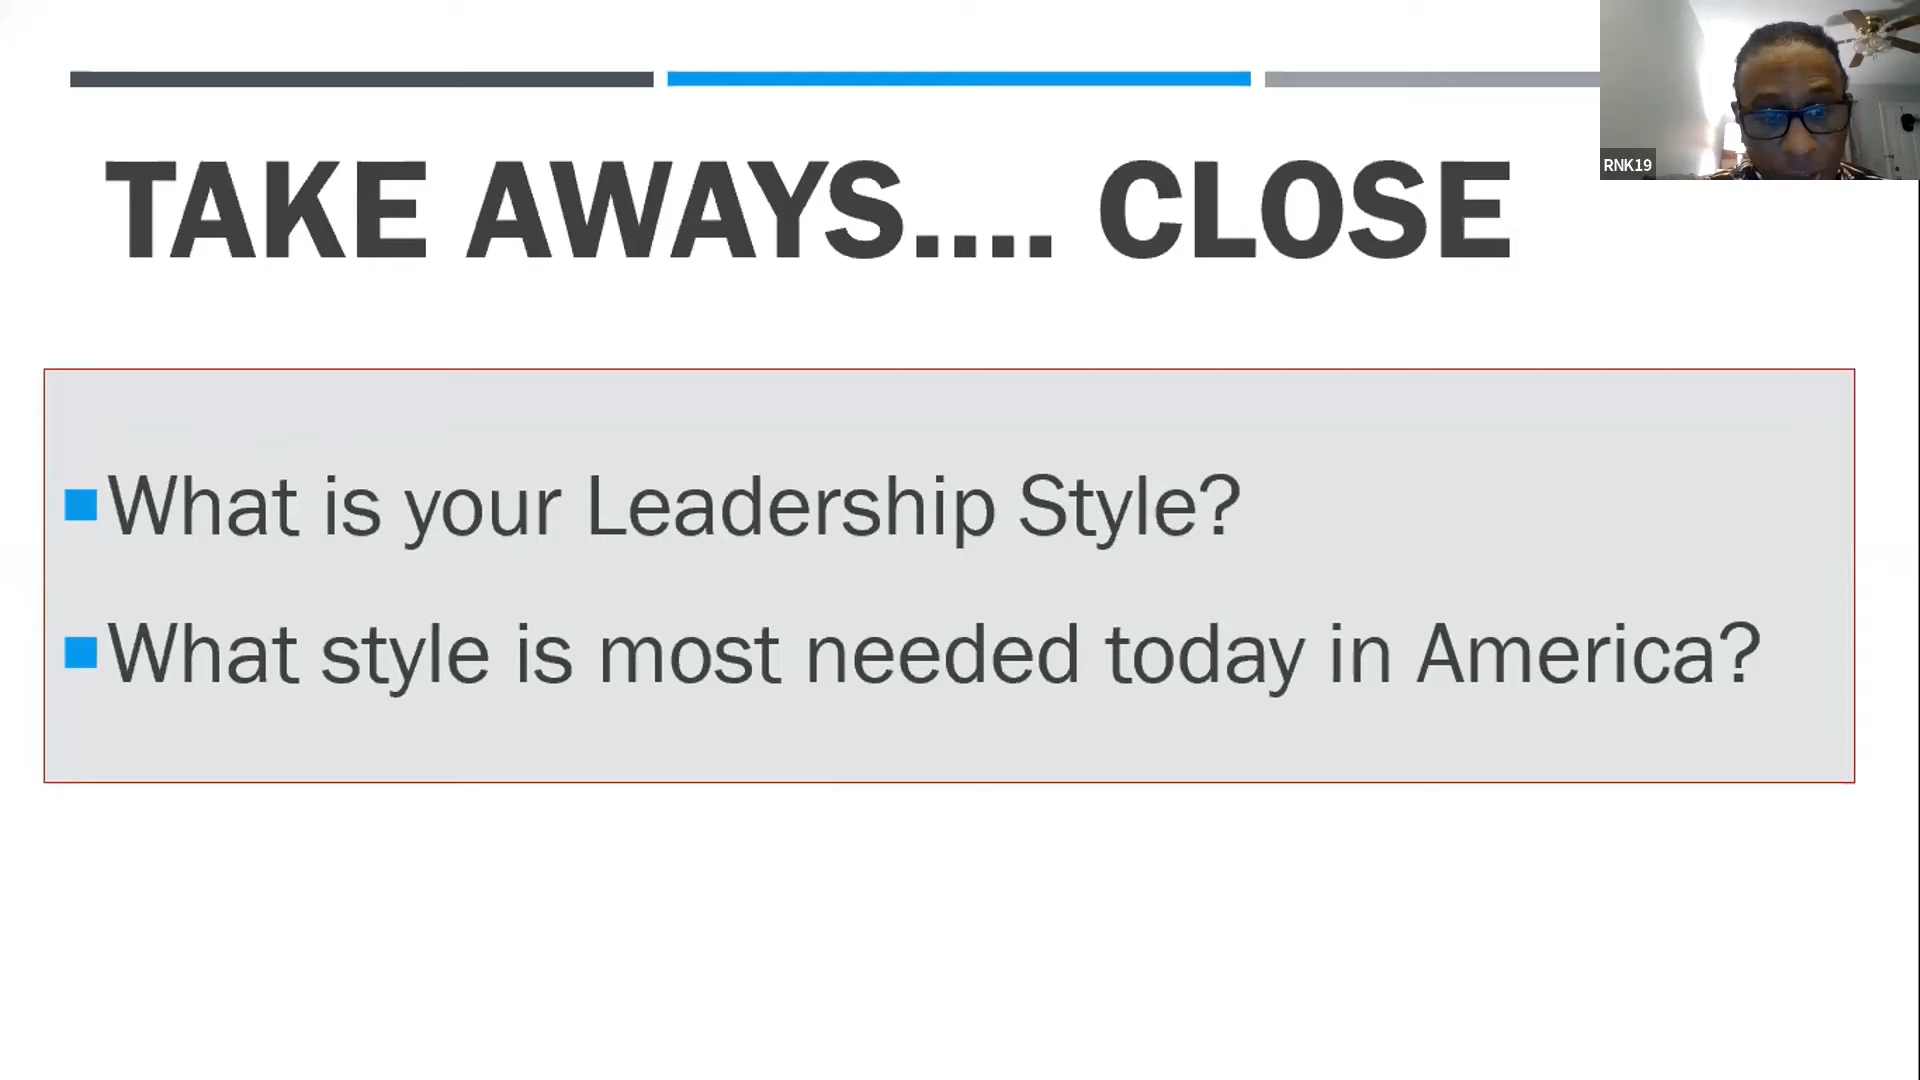 TAKE AWAYS.... CLOSE
RNK19
What is your Leadership Style?
What style is most needed today in America?